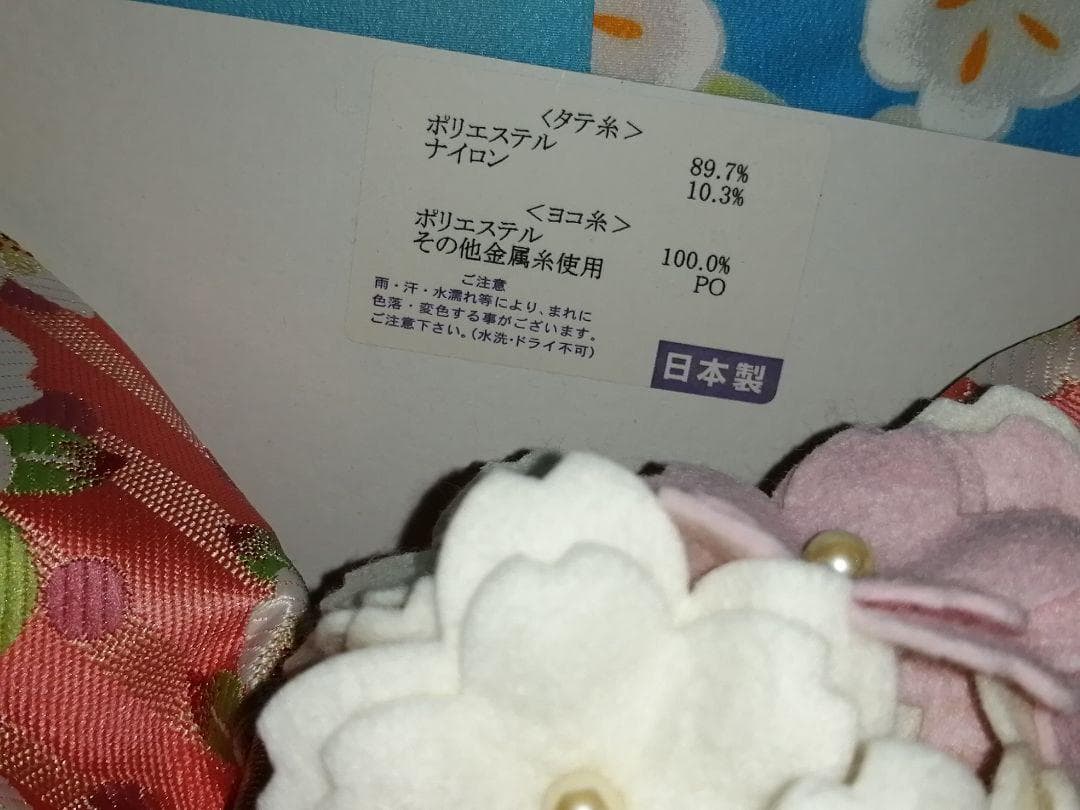 <タテ糸>
ポリエステル 89.7%
ナイロン 10.3%
<ヨコ糸>
ポリエステル 100.0%
その他金属糸使用 PO
ご注意
雨・汗・水濡れ等により、まれに
色落・変色する事がございます。
ご注意下さい。(水洗・ドライ不可)
日本製